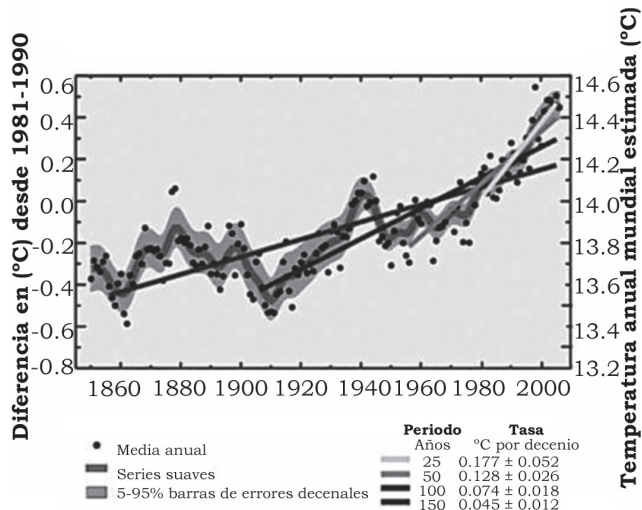 Diferencia en (°C) desde 1981-1990
0.6
0.4
0.2
0.0
-0.2
-0.4
-0.6
-0.8
14.6
14.4
14.2
14.0
13.8
13.6
13.4
13.2
Temperatura anual mundial estimada (°C)
1860 1880 1900 1920 1940 1960 1980 2000
Media anual
Series suaves
5-95% barras de errores decenales
Periodo Tasa
Años °C por decenio
25 0.177 ± 0.052
50 0.128 ± 0.026
100 0.074 ± 0.018
150 0.045 ± 0.012